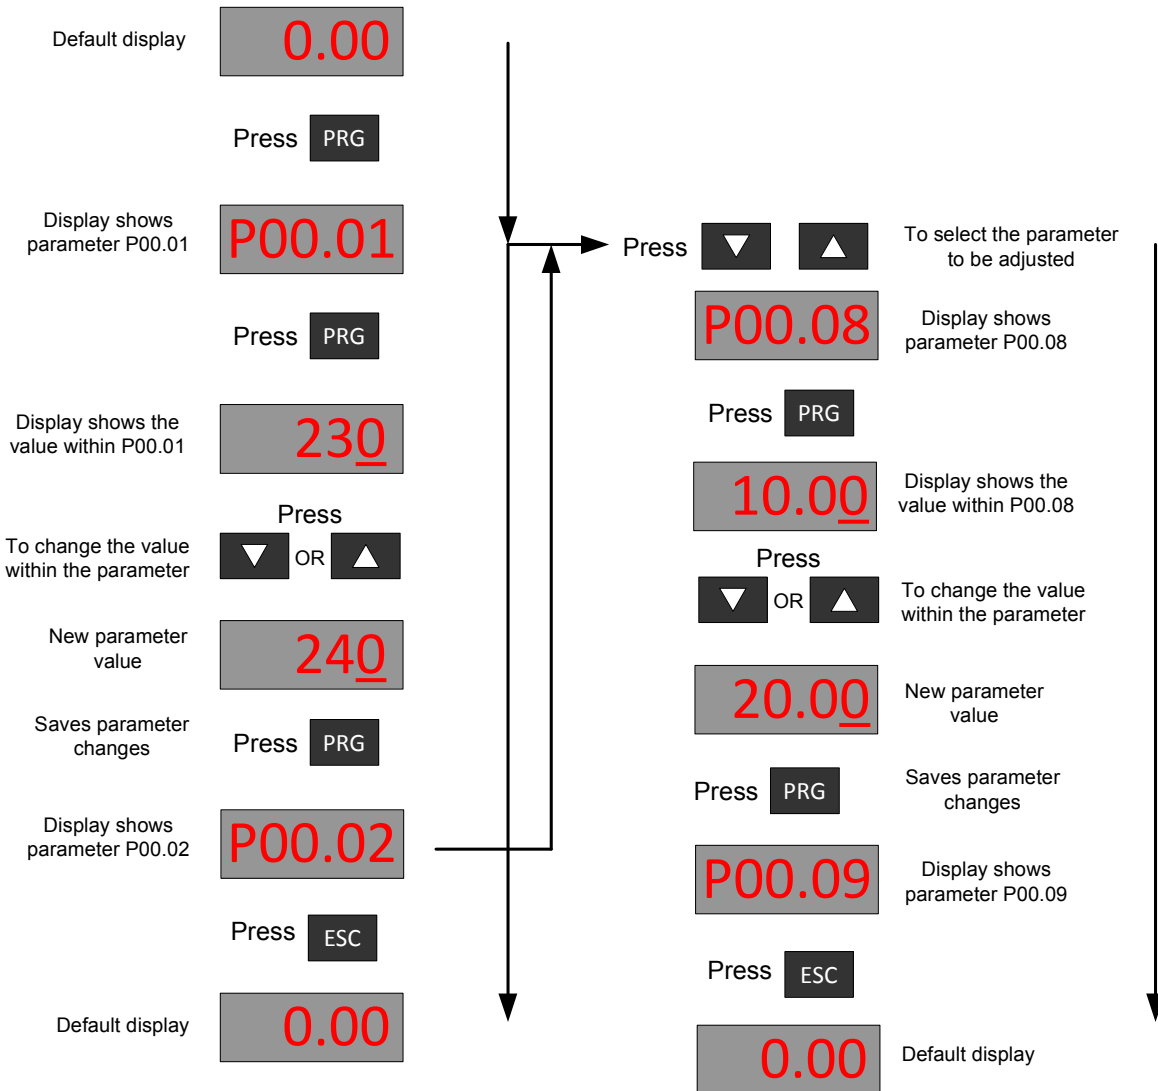 Default display
0.00
Press PRG
Display shows
parameter P00.01
P00.01
Press PRG
Display shows the
value within P00.01
230
Press
To change the value
within the parameter
OR
New parameter
value
240
Saves parameter
changes
Press PRG
Display shows
parameter P00.02
P00.02
Press ESC
Default display
0.00
Press
To select the parameter
to be adjusted
P00.08
Display shows
parameter P00.08
Press PRG
10.00
Display shows the
value within P00.08
Press
OR
To change the value
within the parameter
20.00
New parameter
value
Press PRG
Saves parameter
changes
P00.09
Display shows
parameter P00.09
Press ESC
0.00
Default display